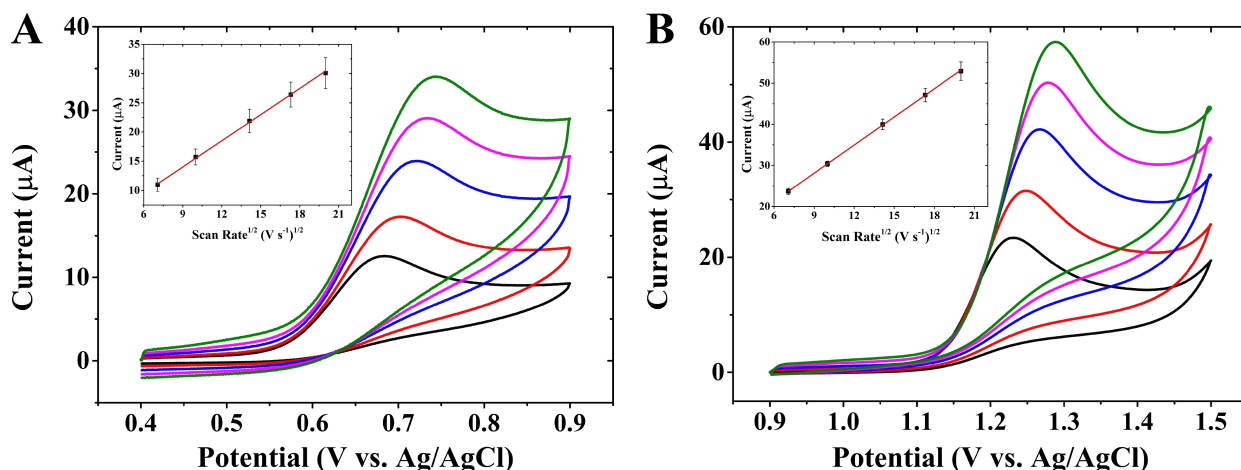 A
40
30
20
10
0
Current (μA)
0.4 0.5 0.6 0.7 0.8 0.9
Potential (V vs. Ag/AgCl)
35
30
25
20
15
10
Current (μA)
6 9 12 15 18 21
Scan Rate1/2 (V s-1)1/2
B
60
40
20
0
Current (μA)
0.9 1.0 1.1 1.2 1.3 1.4 1.5
Potential (V vs. Ag/AgCl)
60
50
40
30
20
Current (μA)
6 9 12 15 18 21
Scan Rate1/2 (V s-1)1/2